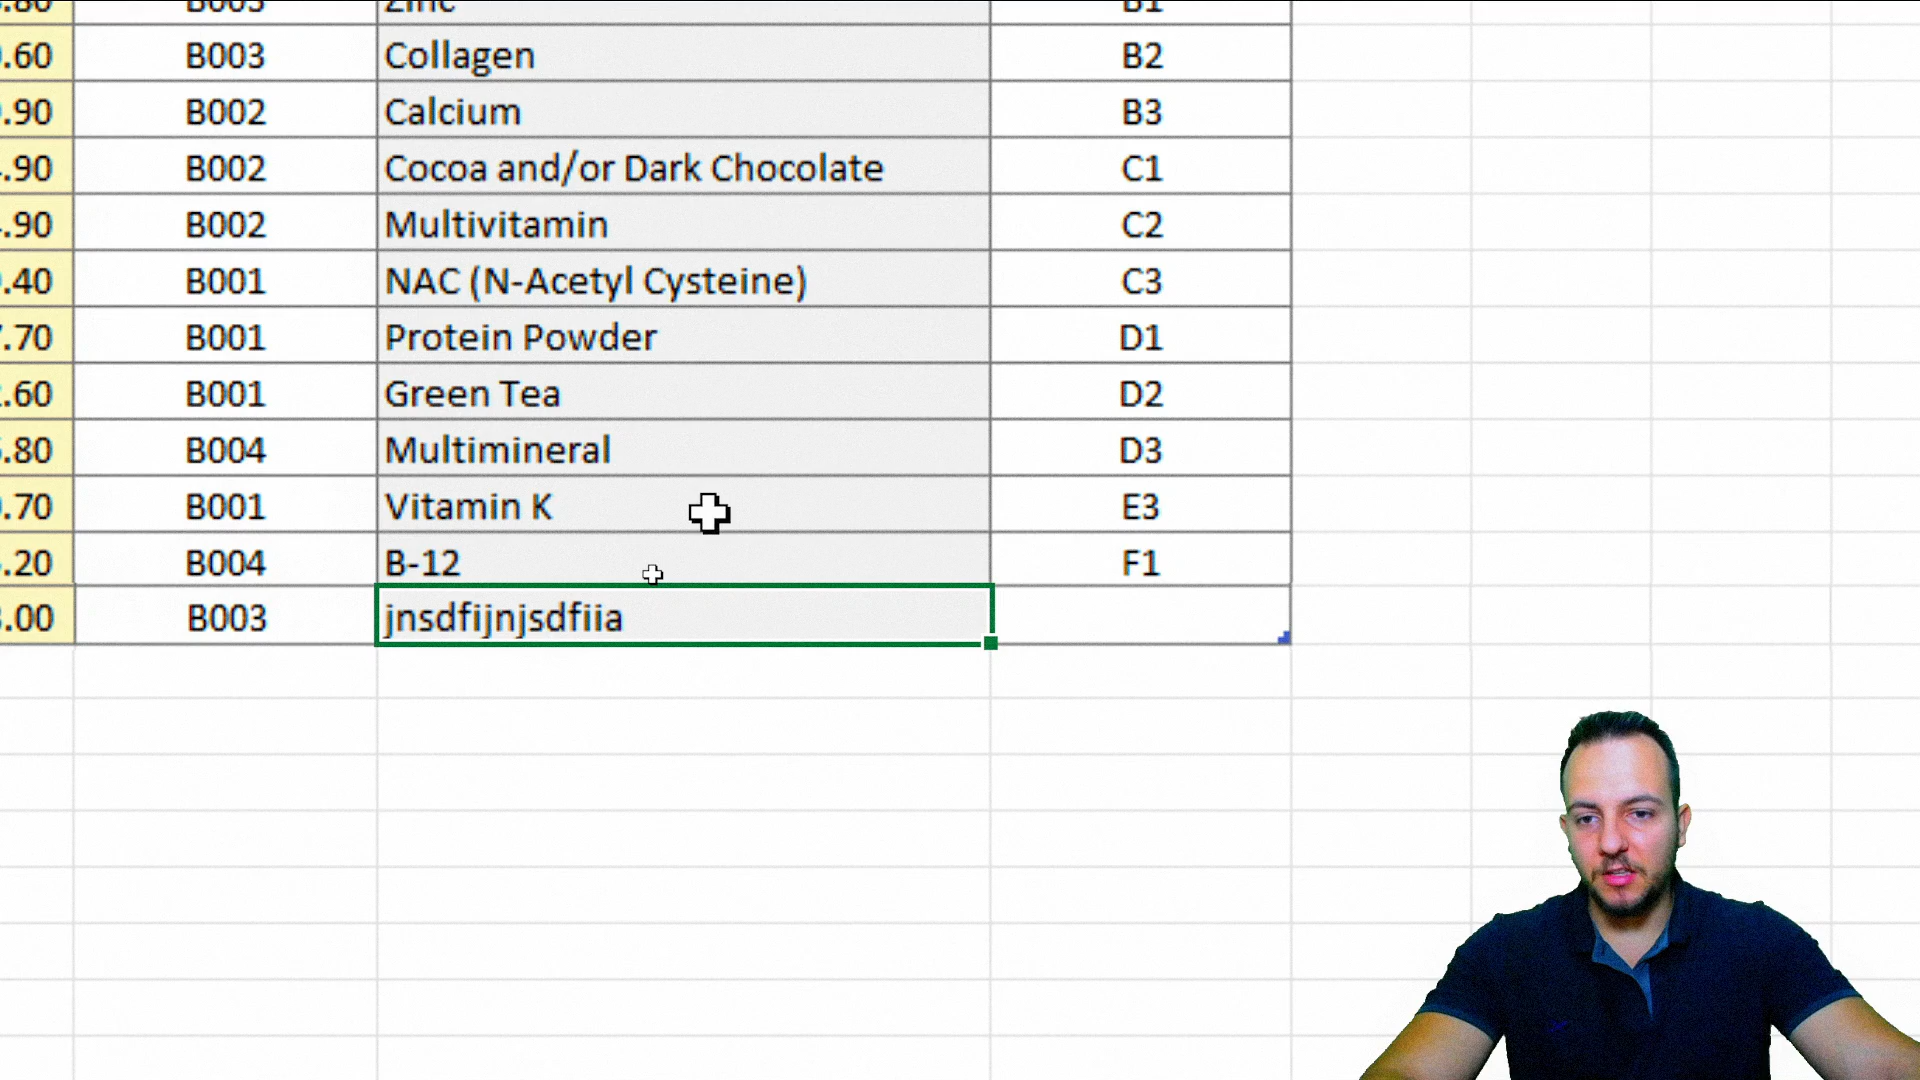 .80 B003 Zinc B1
.60 B003 Collagen B2
.90 B002 Calcium B3
.90 B002 Cocoa and/or Dark Chocolate C1
.90 B002 Multivitamin C2
.40 B001 NAC (N-Acetyl Cysteine) C3
.70 B001 Protein Powder D1
.60 B001 Green Tea D2
.80 B004 Multimineral D3
.70 B001 Vitamin K E3
.20 B004 B-12 F1
.00 B003 jnsdfijnjsdfiia